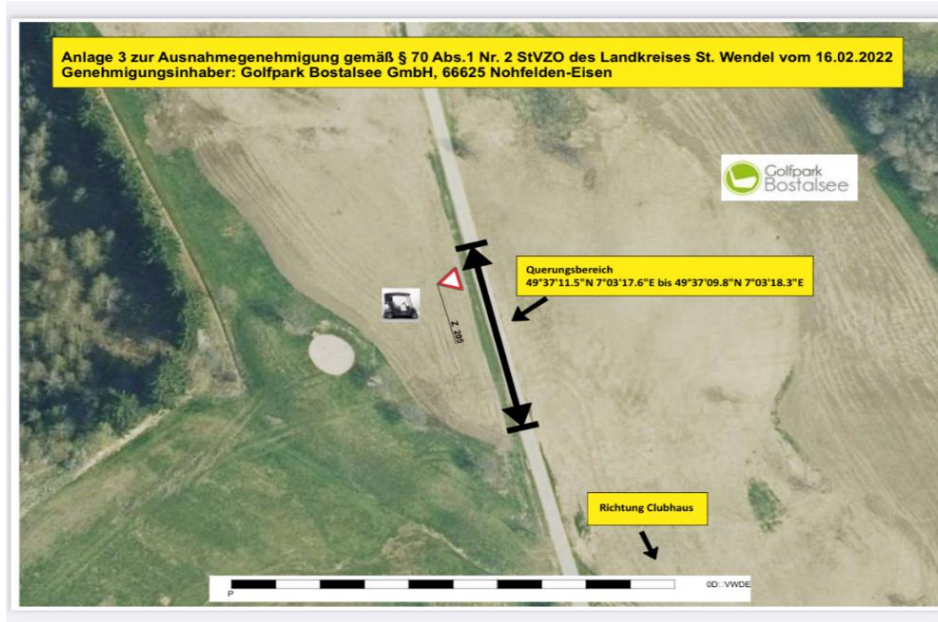 Anlage 3 zur Ausnahmegenehmigung gemäß § 70 Abs.1 Nr. 2 StVZO des Landkreises St. Wendel vom 16.02.2022
Genehmigungsinhaber: Golfpark Bostalsee GmbH, 66625 Nohfelden-Eisen
Golfpark
Bostalsee
Querungsbereich
49°37'11.5"N 7°03'17.6"E bis 49°37'09.8"N 7°03'18.3"E
Z. 205
Richtung Clubhaus
P